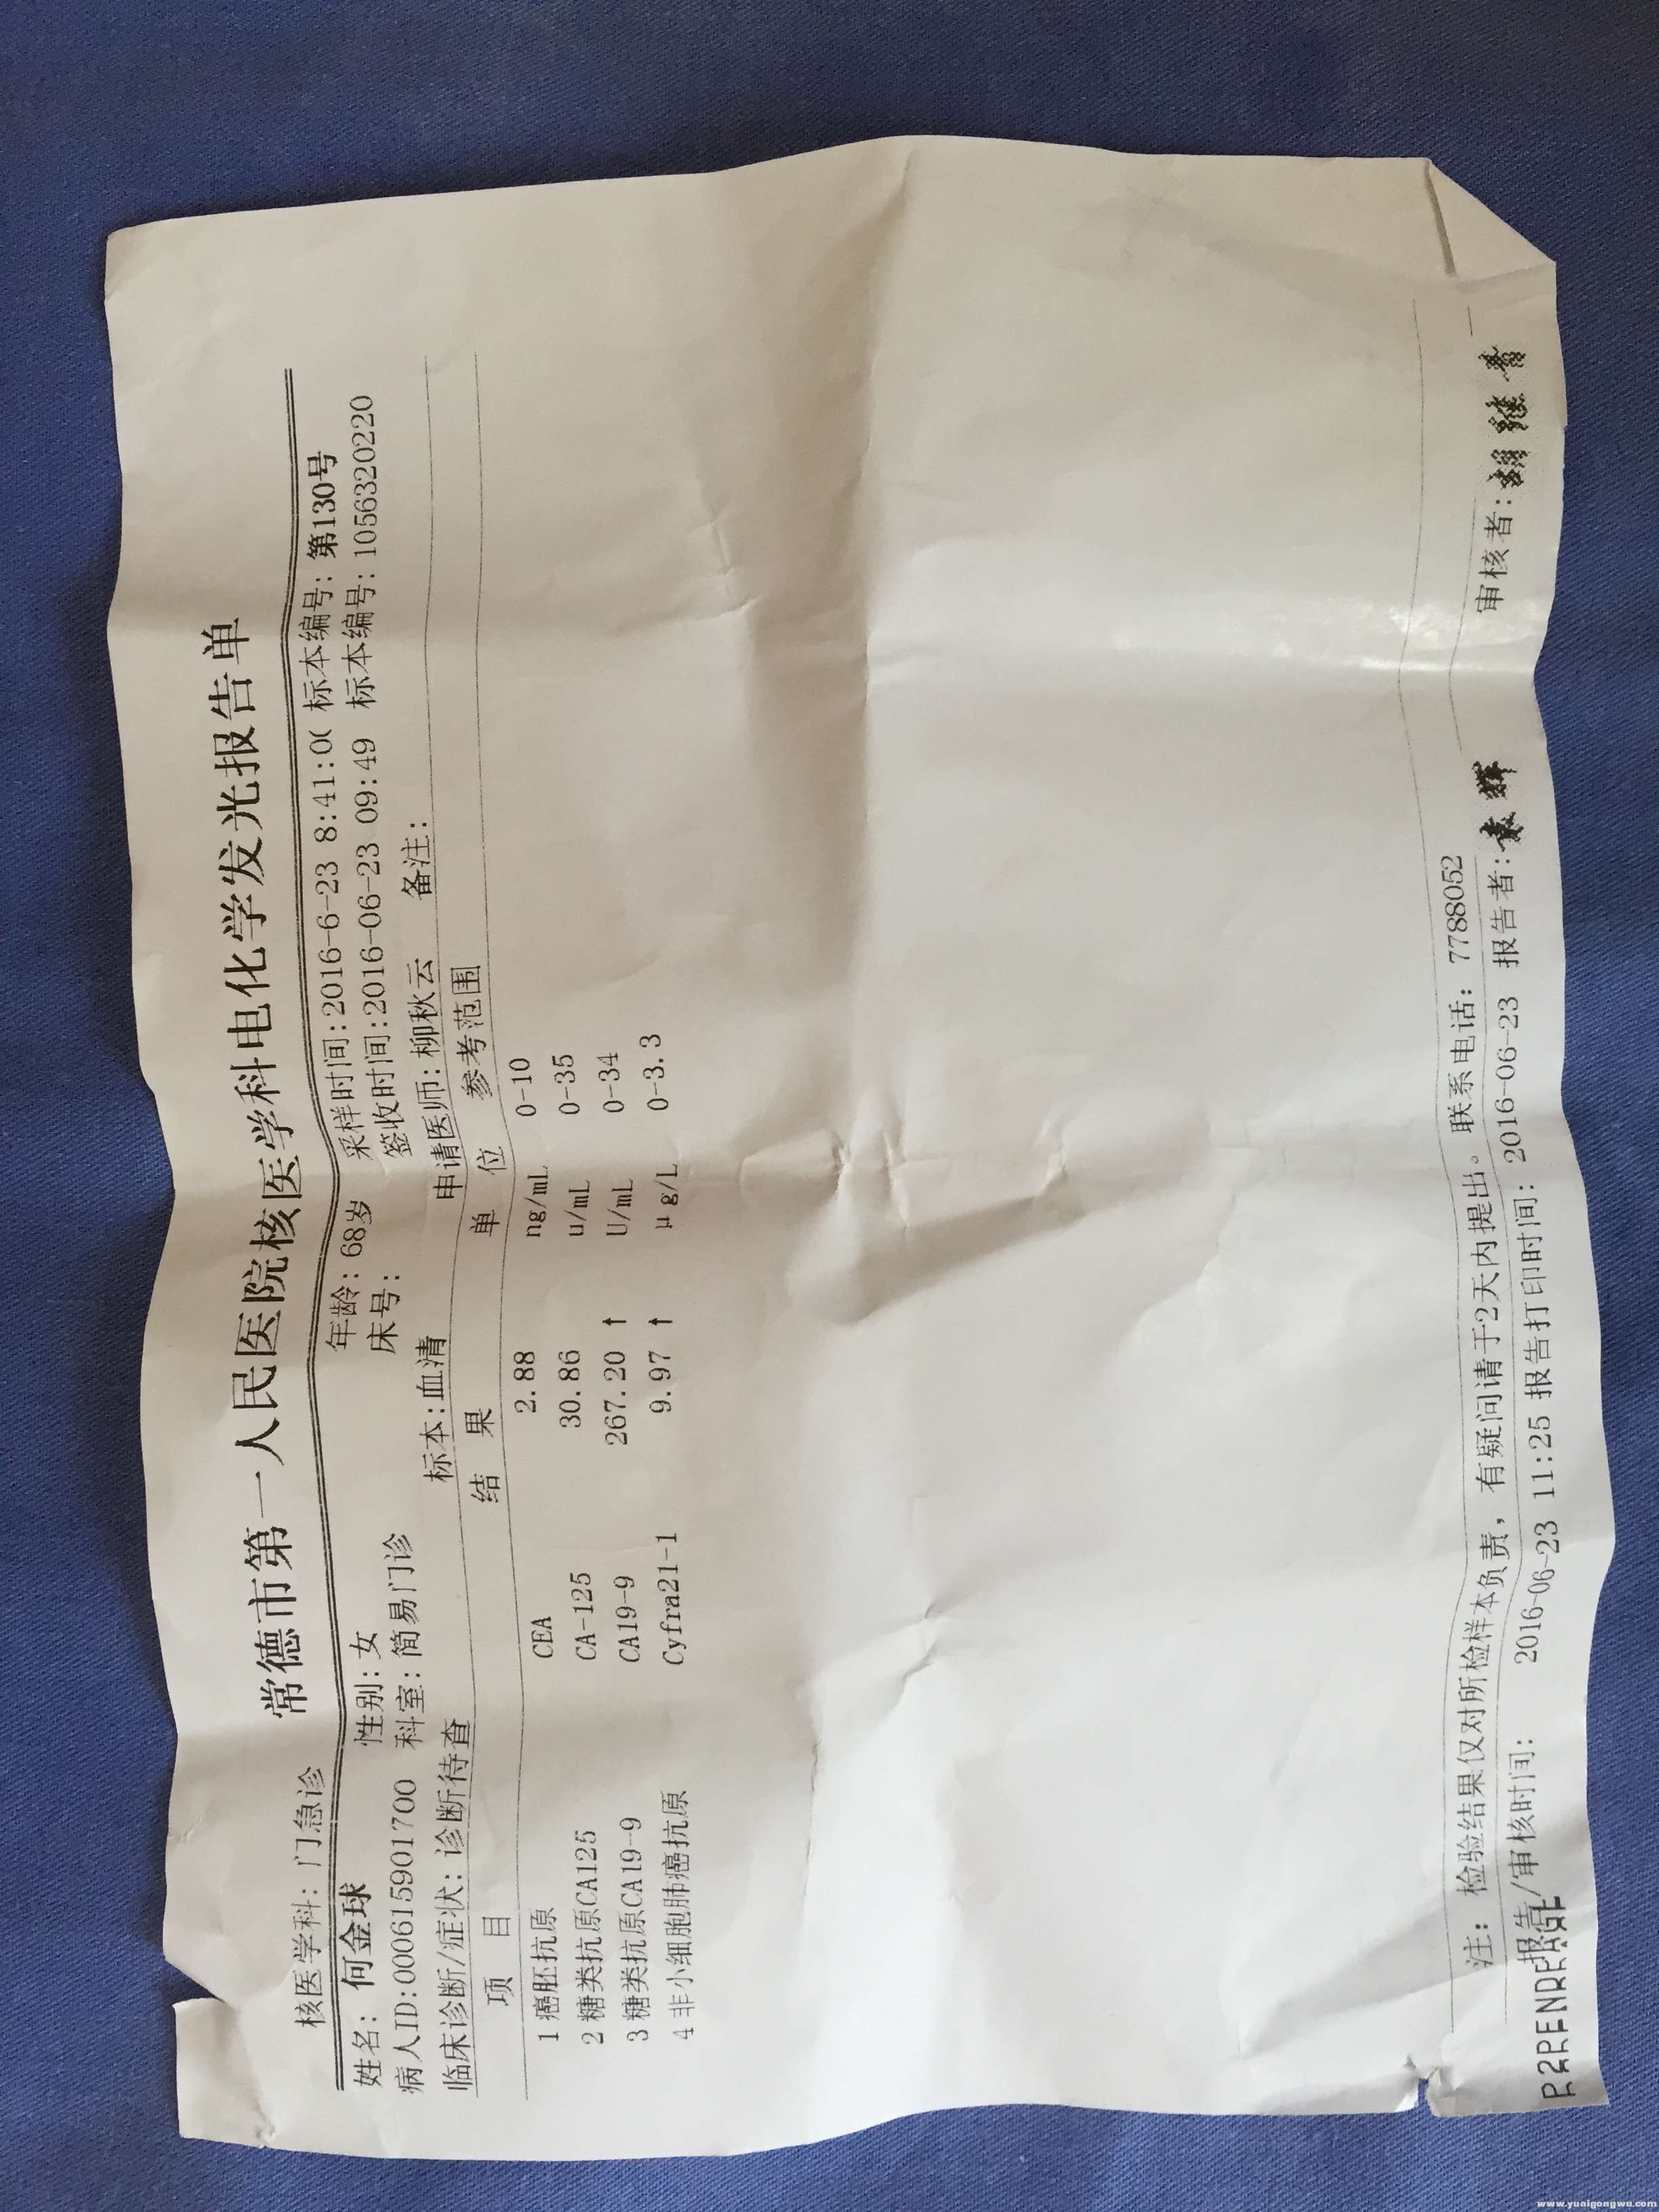 常德市第一人民医院核医学科电化学发光报告单
核医学科: 门急诊
姓名: 何金球 性别: 女 年龄: 68岁 采样时间:2016-6-23 8:41:0( 标本编号: 第130号
病人ID:000615901700 科室: 简易门诊 床号: 签收时间:2016-06-23 09:49 标本编号: 10563202​20
临床诊断/症状: 诊断待查 标本:血清 申请医师: 柳秋云 备注:
项 目 结 果 单 位 参考范围
1 癌胚抗原 CEA 2.88 ng/mL 0-10
2 糖类抗原CA125 CA-125 30.86 u/mL 0-35
3 糖类抗原CA19-9 CA19-9 267.20 ↑ U/mL 0-34
4 非小细胞肺癌抗原 Cyfra21-1 9.97 ↑ μg/L 0-3.3
注: 检验结果仅对所检样本负责, 有疑问请于2天内提出。 联系电话: 7788052
报告/审核时间: 2016-06-23 11:25 报告打印时间: 2016-06-23 报告者: 袁辉 审核者:
www.yuaigongwu.com